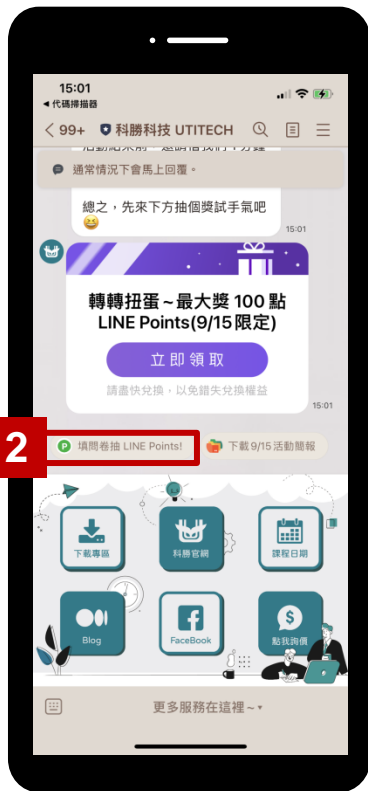 15:01
◀ 代碼掃描器
99+ 科勝科技 UTITECH
通常情況下會馬上回覆。
總之，先來下方抽個獎試手氣吧
😆
15:01
轉轉扭蛋~最大獎 100 點
LINE Points(9/15限定)
立即領取
請盡快兌換，以免錯失兌換權益
15:01
2
填問卷抽 LINE Points!
下載9/15活動簡報
下載專區
科勝官網
課程日期
Blog
FaceBook
點我詢價
更多服務在這裡~▾